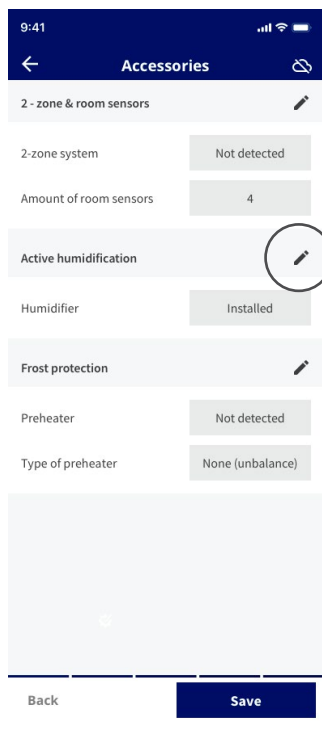 9:41
Accessories
2 - zone & room sensors
2-zone system Not detected
Amount of room sensors 4
Active humidification
Humidifier Installed
Frost protection
Preheater Not detected
Type of preheater None (unbalance)
Back Save